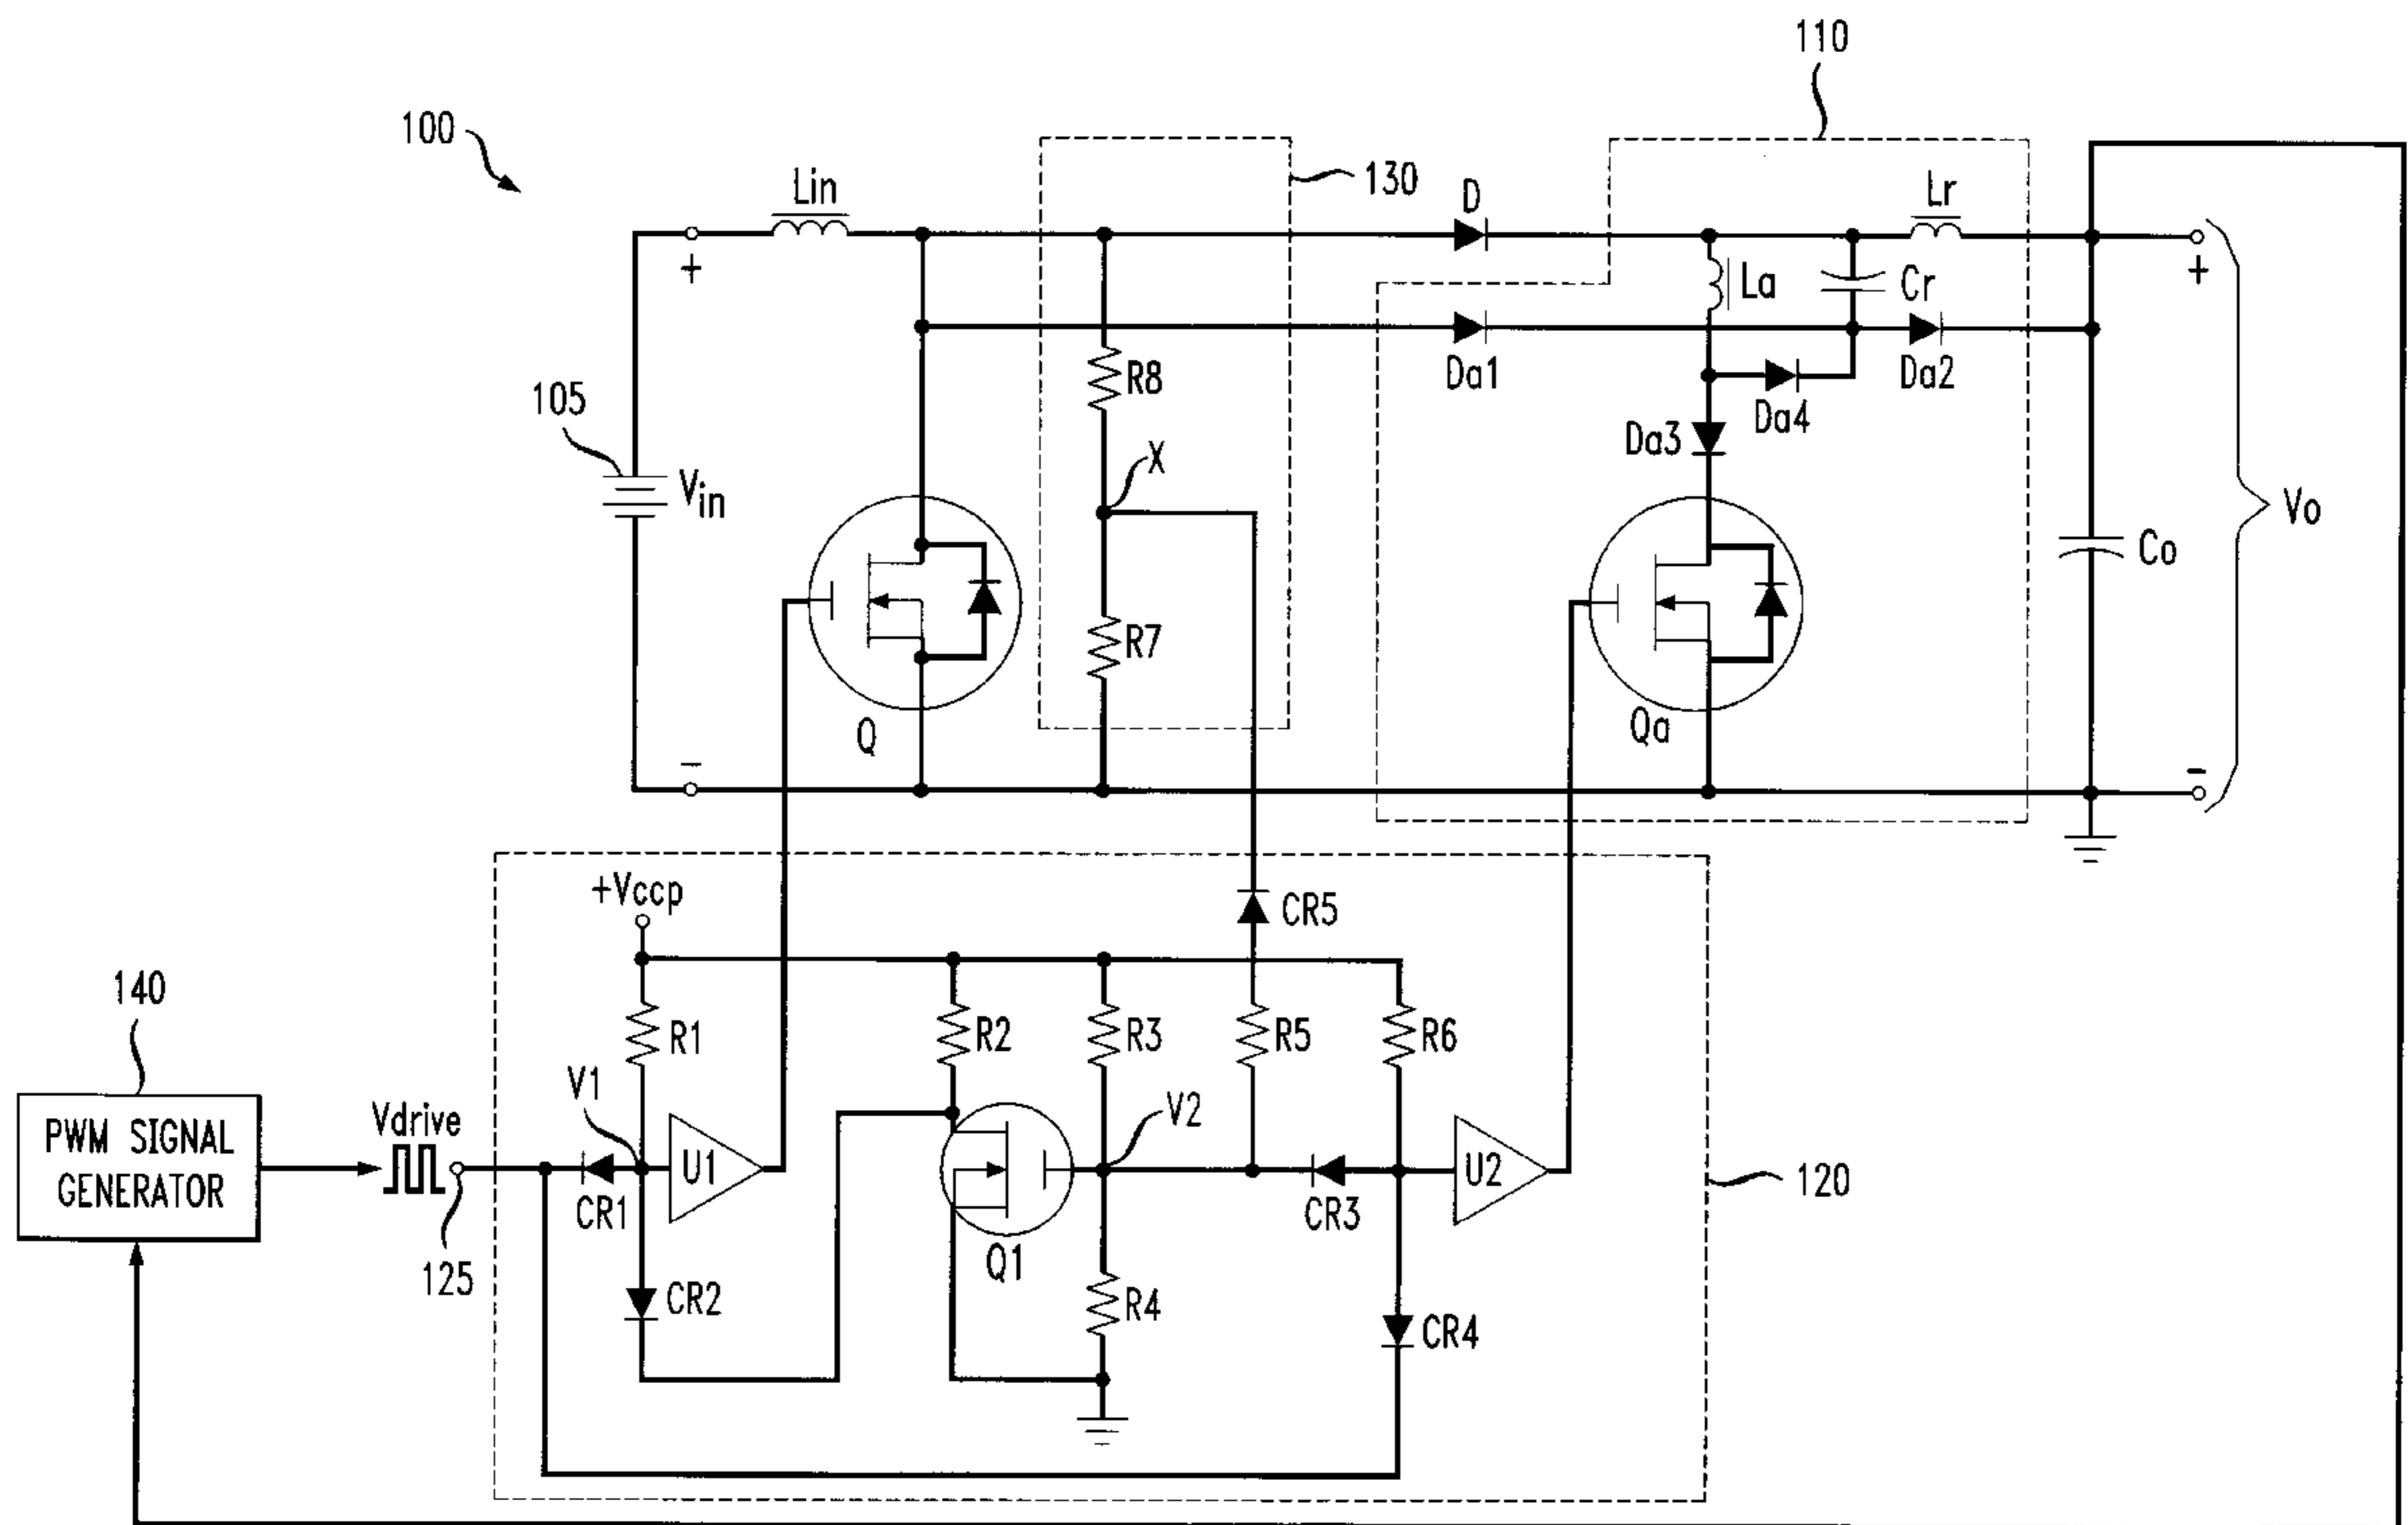 110
100
130
Lin
D
Lr
+
+
La
Cr
R8
Da1
Da2
105
Da4
Da3
X
Vin
Vo
Co
R7
Q
Qa
-
-
+Vccp
CR5
140
R1
R2
R3
R5
R6
V1
V2
Vdrive
PWM SIGNAL
GENERATOR
U1
U2
120
CR1
CR3
125
Q1
CR2
R4
CR4